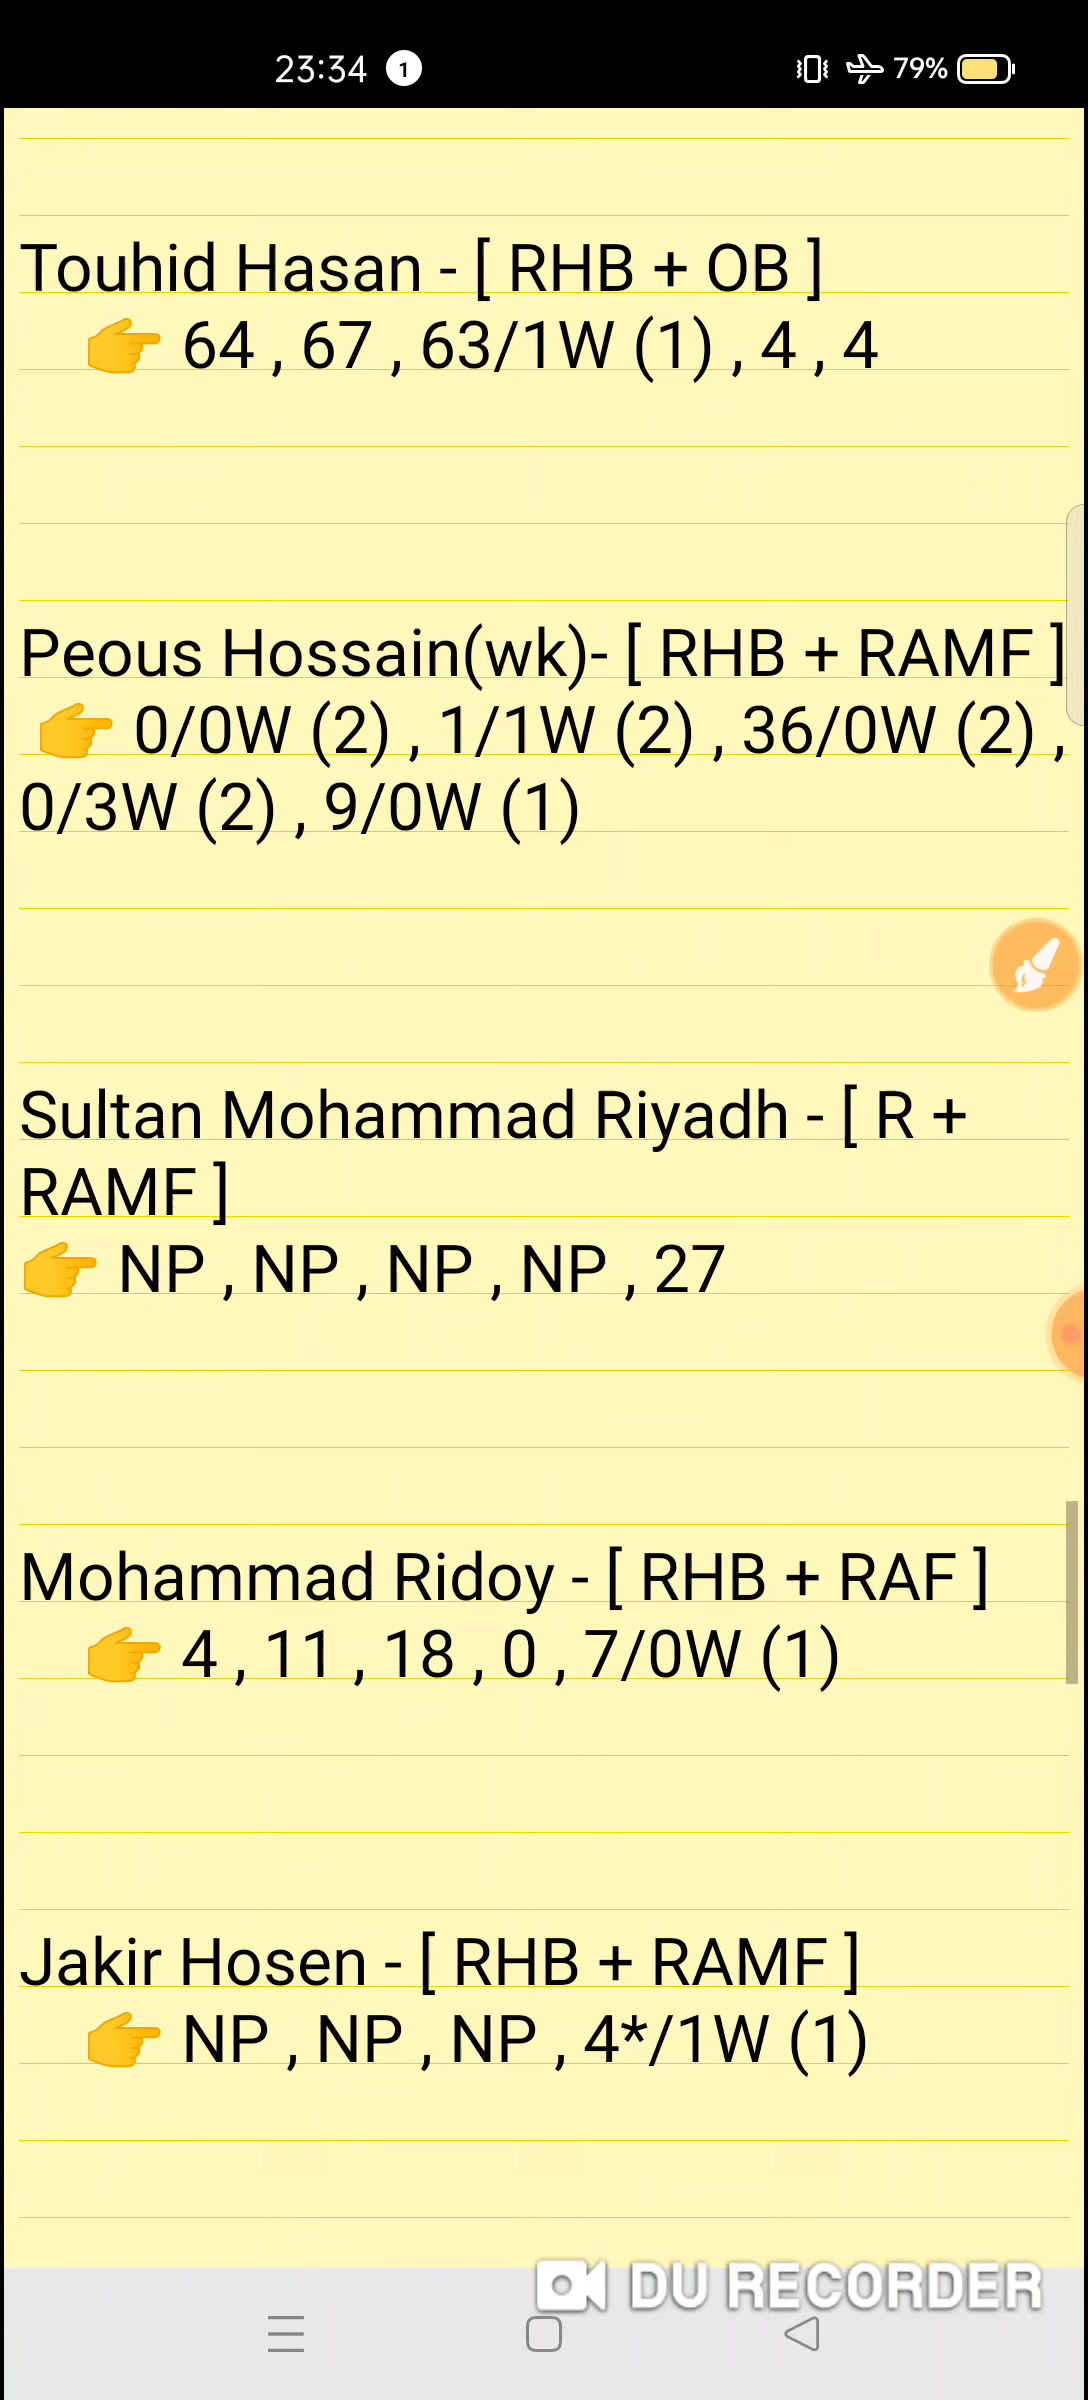 23:34 1 79%
Touhid Hasan - [ RHB + OB ]
👉 64 , 67 , 63/1W (1) , 4 , 4
Peous Hossain(wk)- [ RHB + RAMF ]
👉 0/0W (2) , 1/1W (2) , 36/0W (2) ,
0/3W (2) , 9/0W (1)
Sultan Mohammad Riyadh - [ R +
RAMF ]
👉 NP , NP , NP , NP , 27
Mohammad Ridoy - [ RHB + RAF ]
👉 4 , 11 , 18 , 0 , 7/0W (1)
Jakir Hosen - [ RHB + RAMF ]
👉 NP , NP , NP , 4*/1W (1)
DU RECORDER